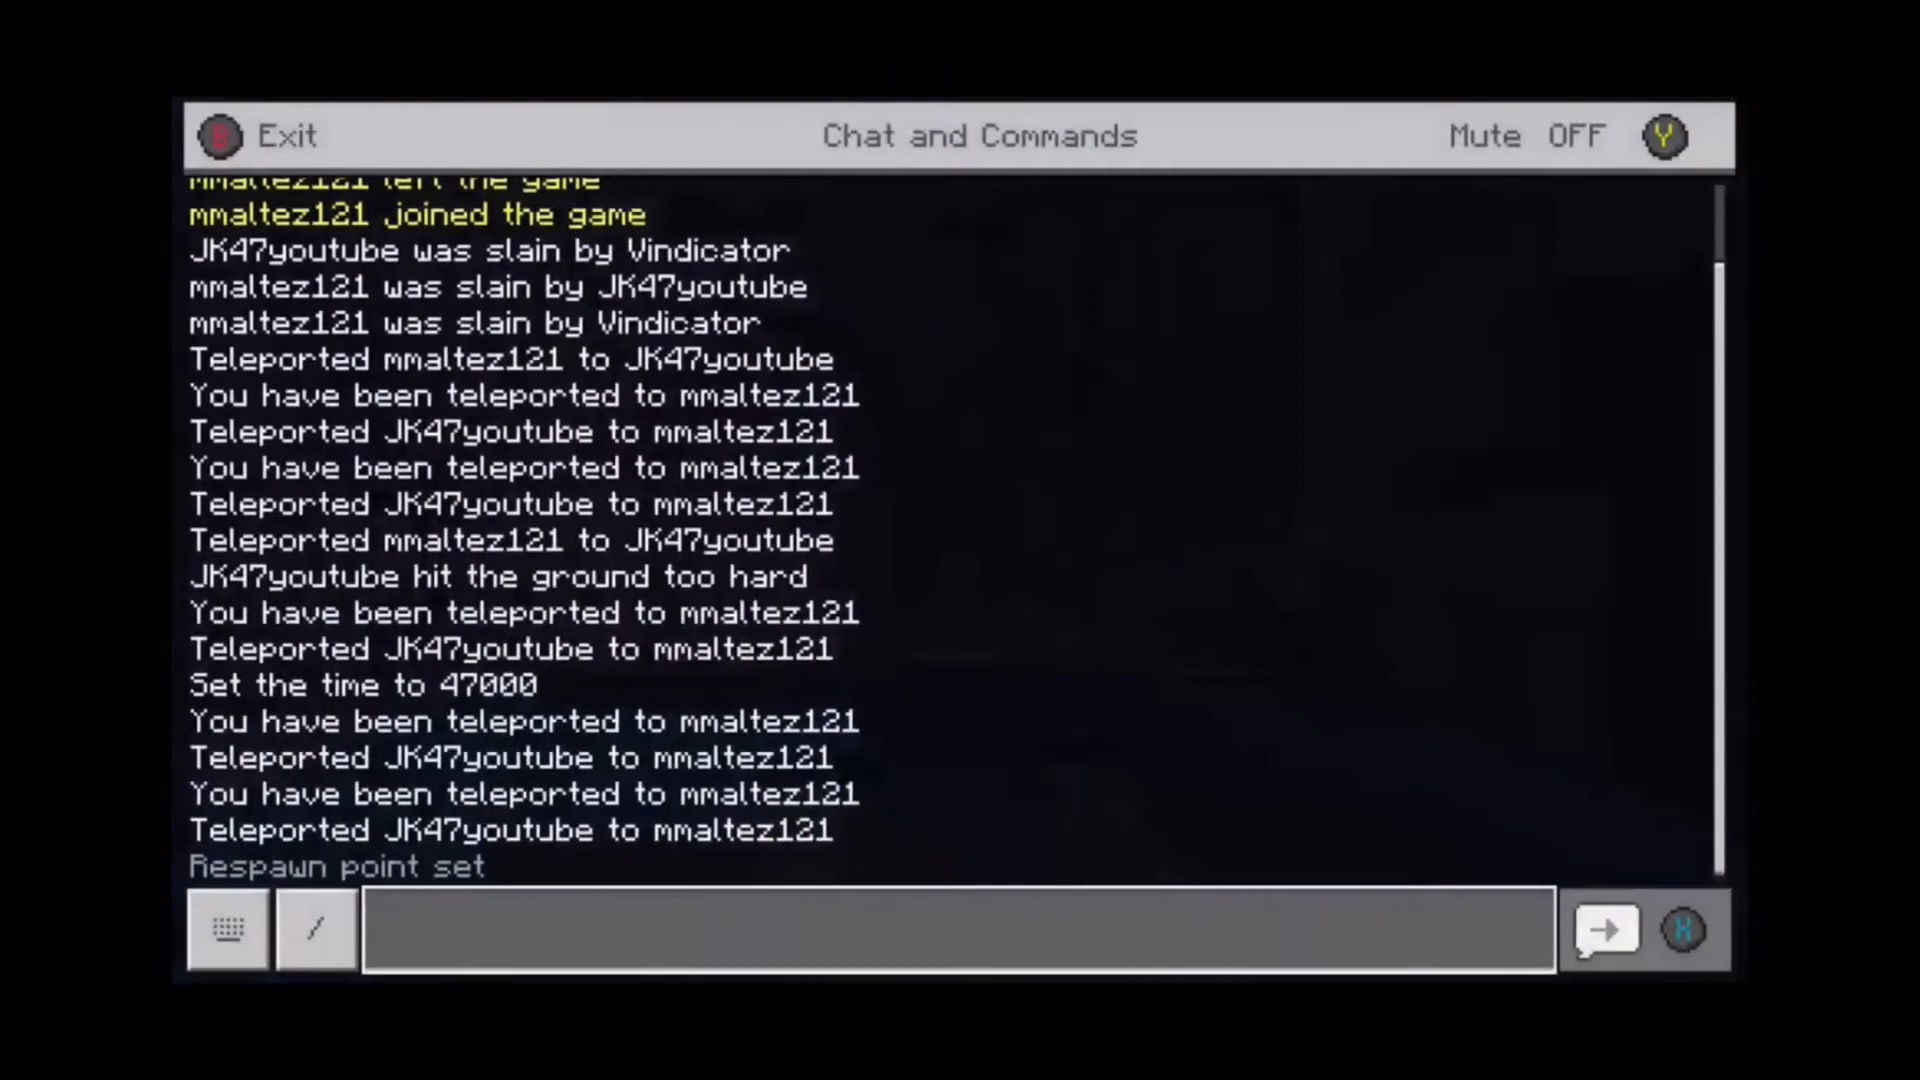 B Exit Chat and Commands Mute OFF Y
mmaltez121 left the game
mmaltez121 joined the game
JK47youtube was slain by Vindicator
mmaltez121 was slain by JK47youtube
mmaltez121 was slain by Vindicator
Teleported mmaltez121 to JK47youtube
You have been teleported to mmaltez121
Teleported JK47youtube to mmaltez121
You have been teleported to mmaltez121
Teleported JK47youtube to mmaltez121
Teleported mmaltez121 to JK47youtube
JK47youtube hit the ground too hard
You have been teleported to mmaltez121
Teleported JK47youtube to mmaltez121
Set the time to 47000
You have been teleported to mmaltez121
Teleported JK47youtube to mmaltez121
You have been teleported to mmaltez121
Teleported JK47youtube to mmaltez121
Respawn point set
/ X